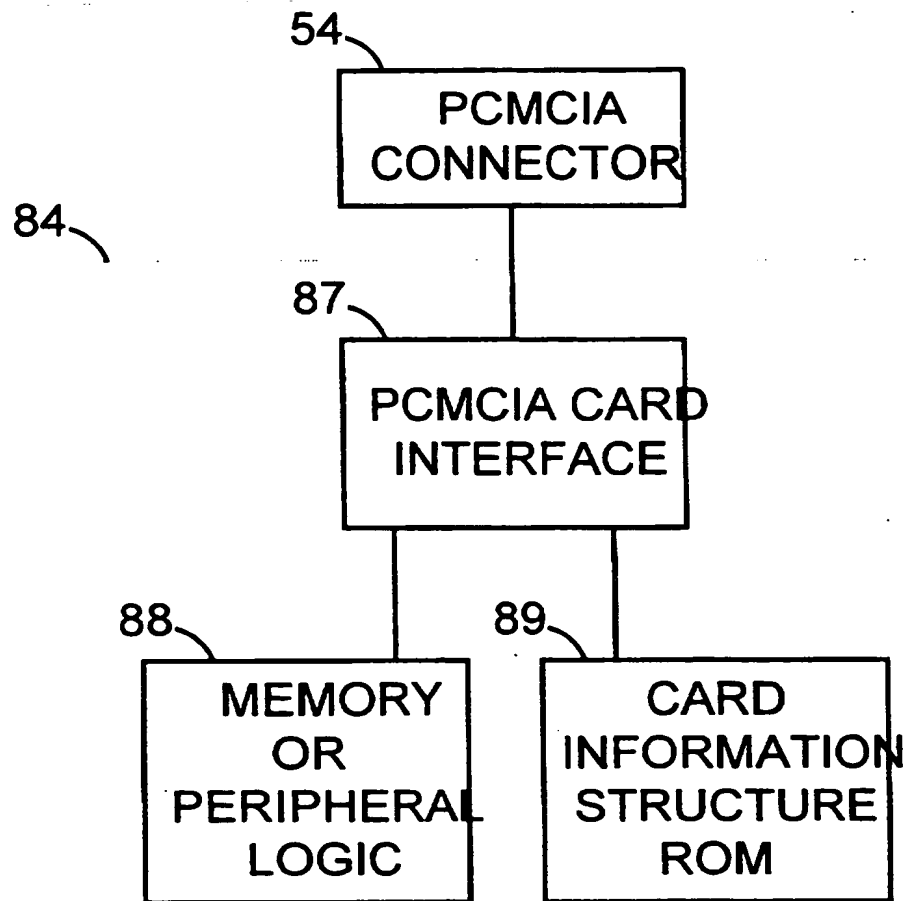 54
PCMCIA
CONNECTOR
84
87
PCMCIA CARD
INTERFACE
88
MEMORY
OR
PERIPHERAL
LOGIC
89
CARD
INFORMATION
STRUCTURE
ROM